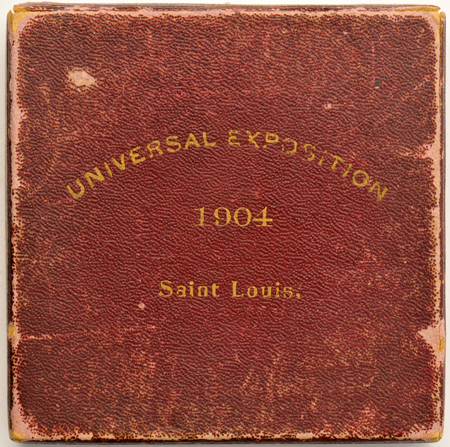 UNIVERSAL EXPOSITION
1904
Saint Louis.